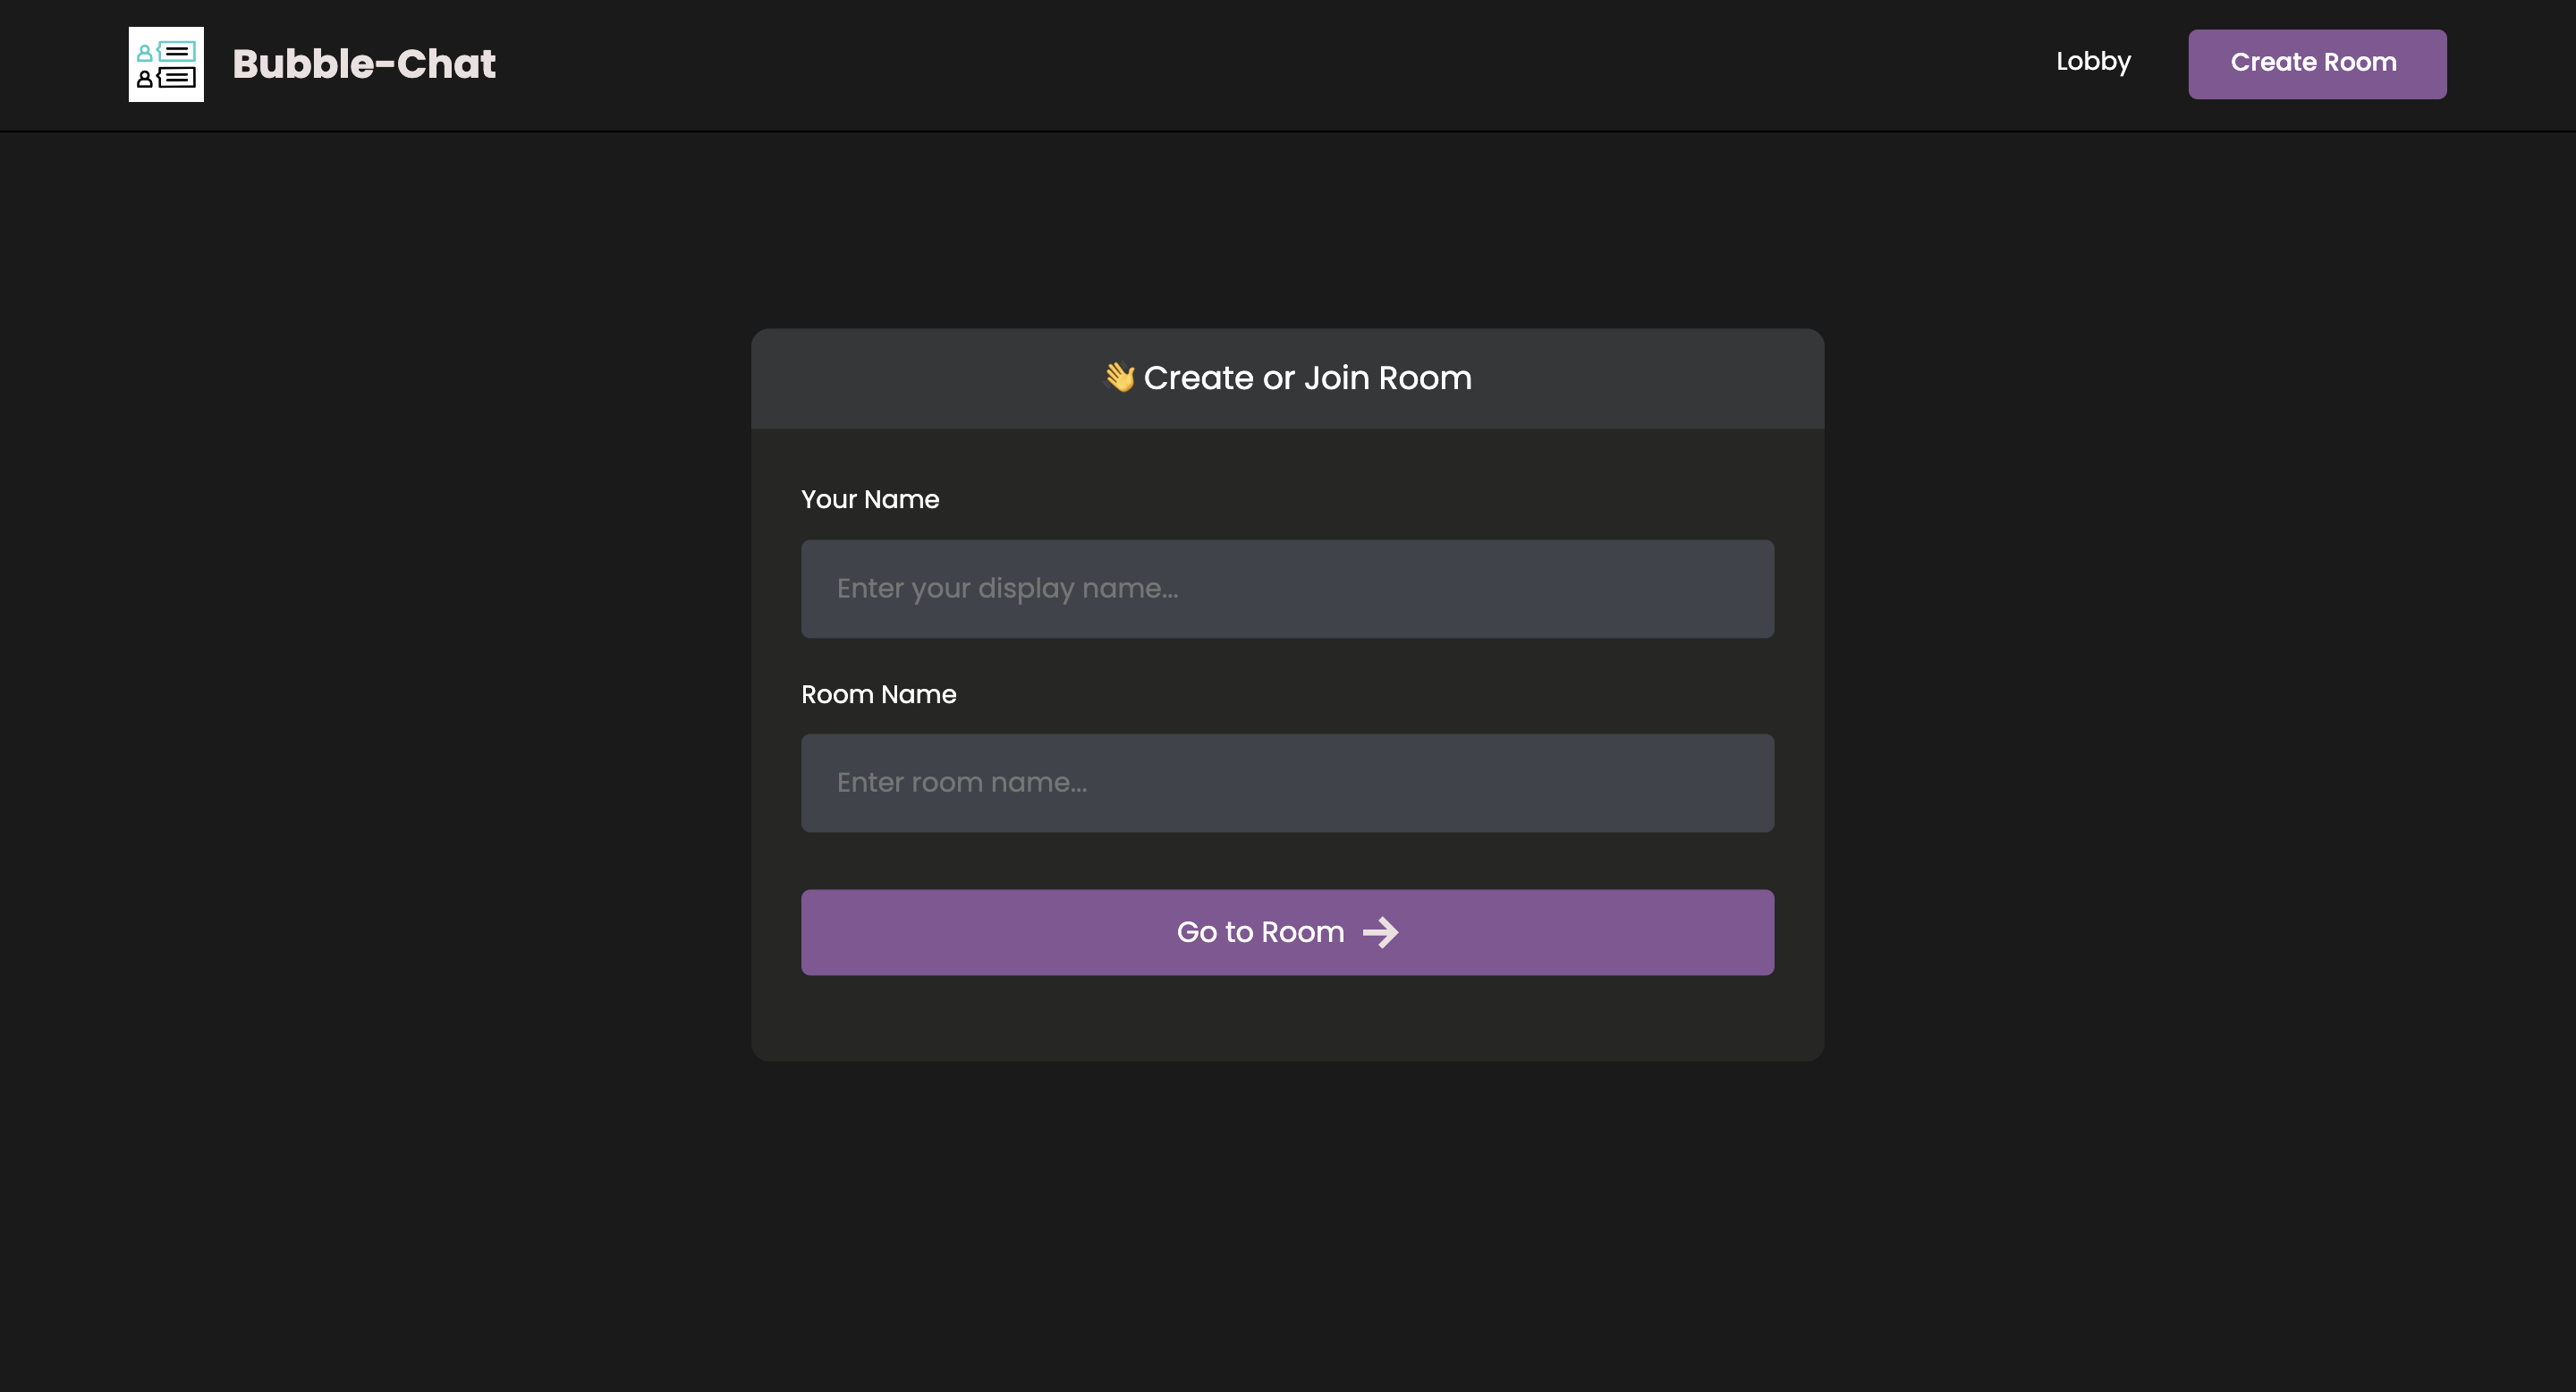 Bubble-Chat
Lobby
Create Room
👋 Create or Join Room
Your Name
Enter your display name...
Room Name
Enter room name...
Go to Room